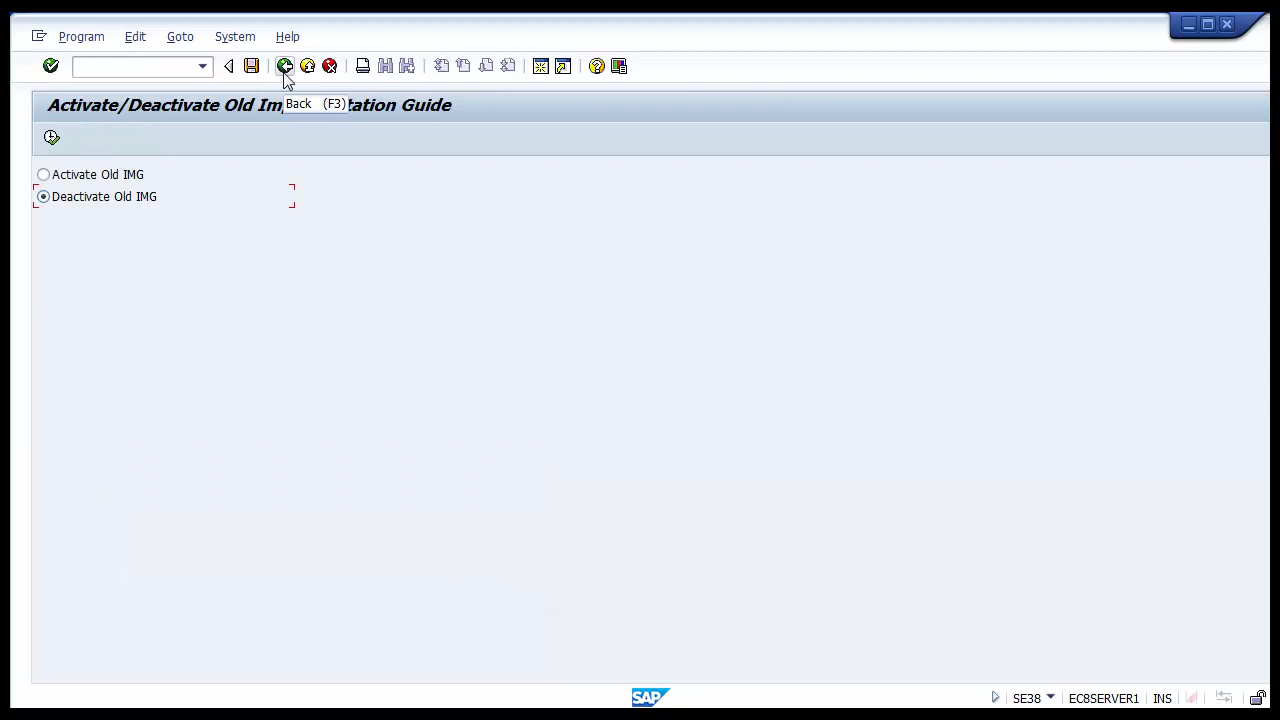 Program Edit Goto System Help
Activate/Deactivate Old Im tation Guide
Back (F3)
Activate Old IMG
Deactivate Old IMG
SAP SE38 EC8SERVER1 INS